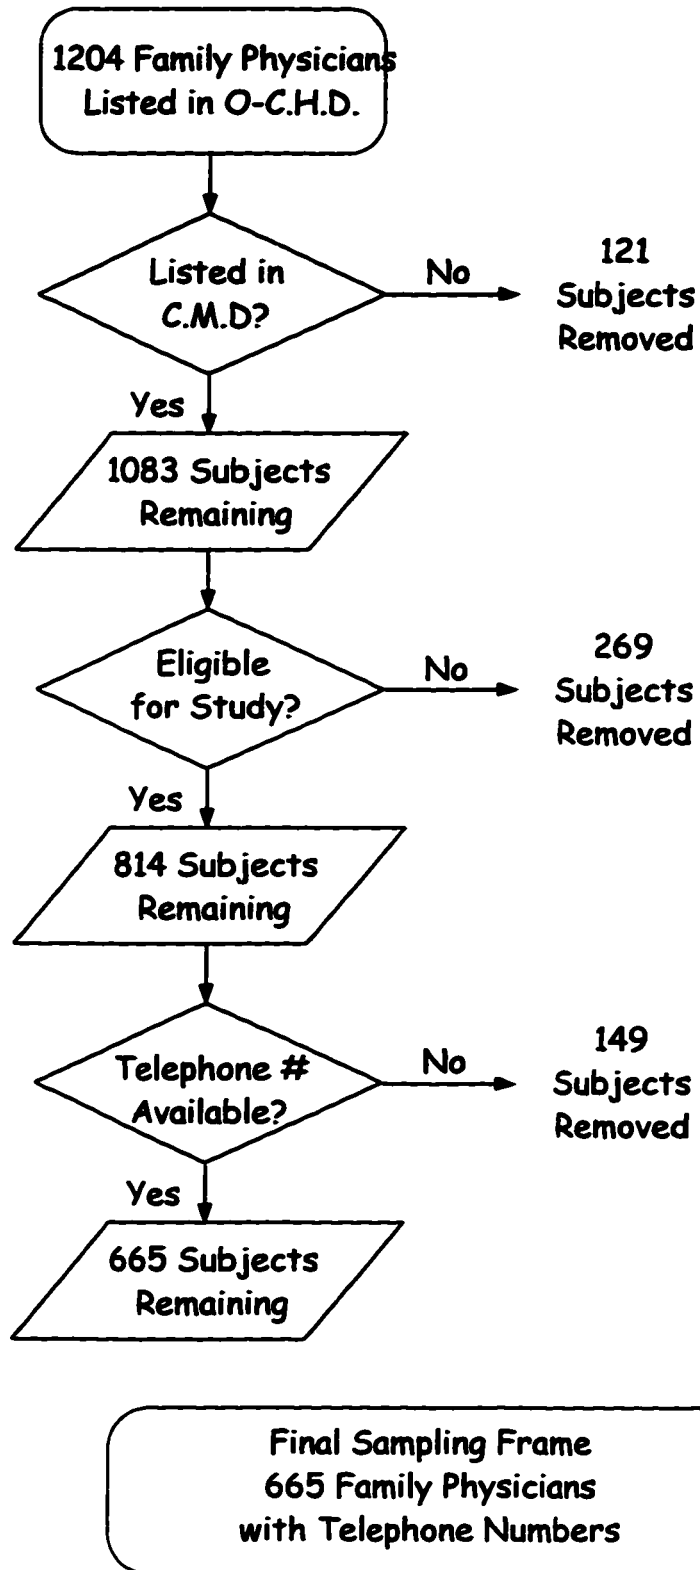 1204 Family Physicians
Listed in O-C.H.D.
Listed in
C.M.D?
No
121
Subjects
Removed
Yes
1083 Subjects
Remaining
Eligible
for Study?
No
269
Subjects
Removed
Yes
814 Subjects
Remaining
Telephone #
Available?
No
149
Subjects
Removed
Yes
665 Subjects
Remaining
Final Sampling Frame
665 Family Physicians
with Telephone Numbers